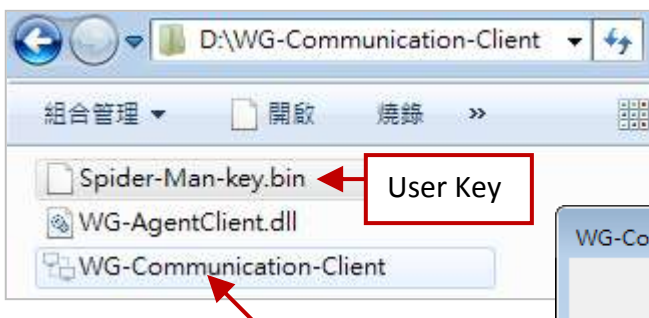 D:\WG-Communication-Client
組合管理 開啟 燒錄 »
Spider-Man-key.bin
User Key
WG-AgentClient.dll
WG-Co
WG-Communication-Client